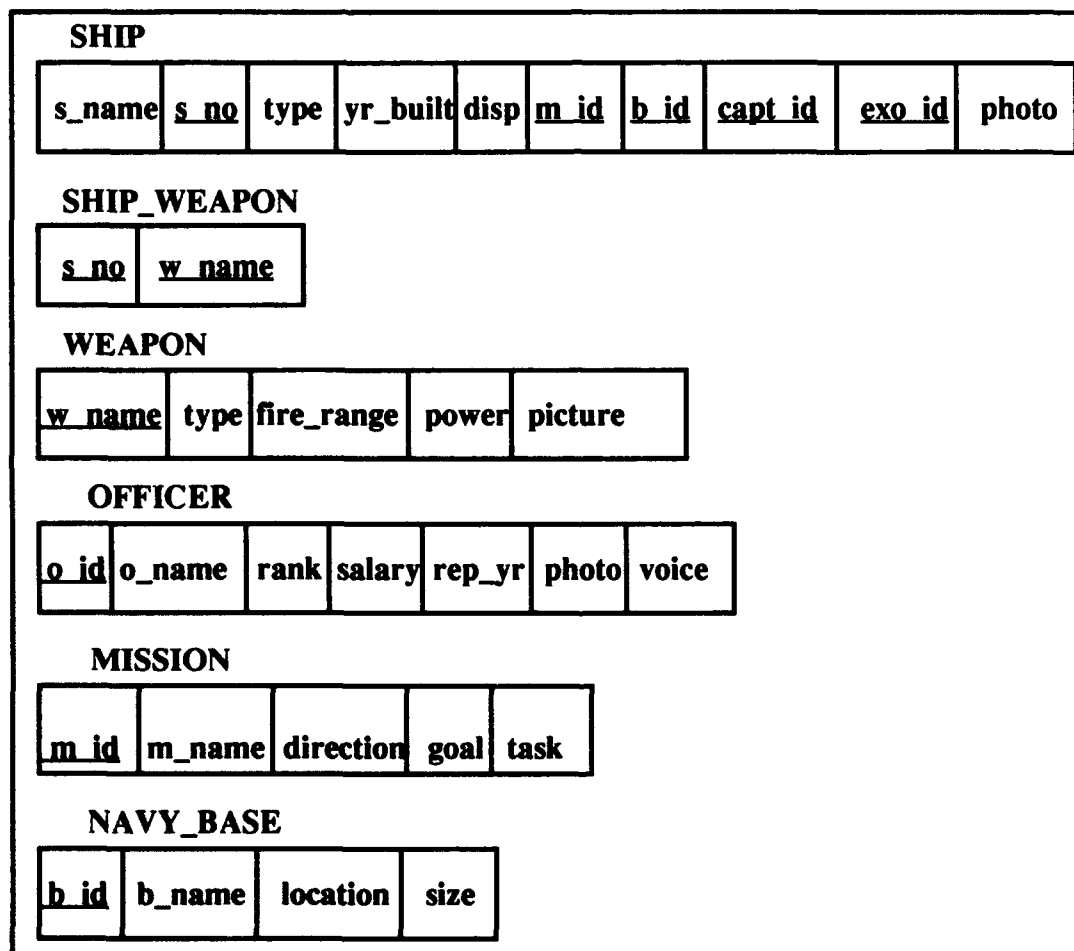 SHIP
s_name s_no type yr_built disp m_id b_id capt_id exo_id photo
SHIP_WEAPON
s_no w_name
WEAPON
w_name type fire_range power picture
OFFICER
o_id o_name rank salary rep_yr photo voice
MISSION
m_id m_name direction goal task
NAVY_BASE
b_id b_name location size